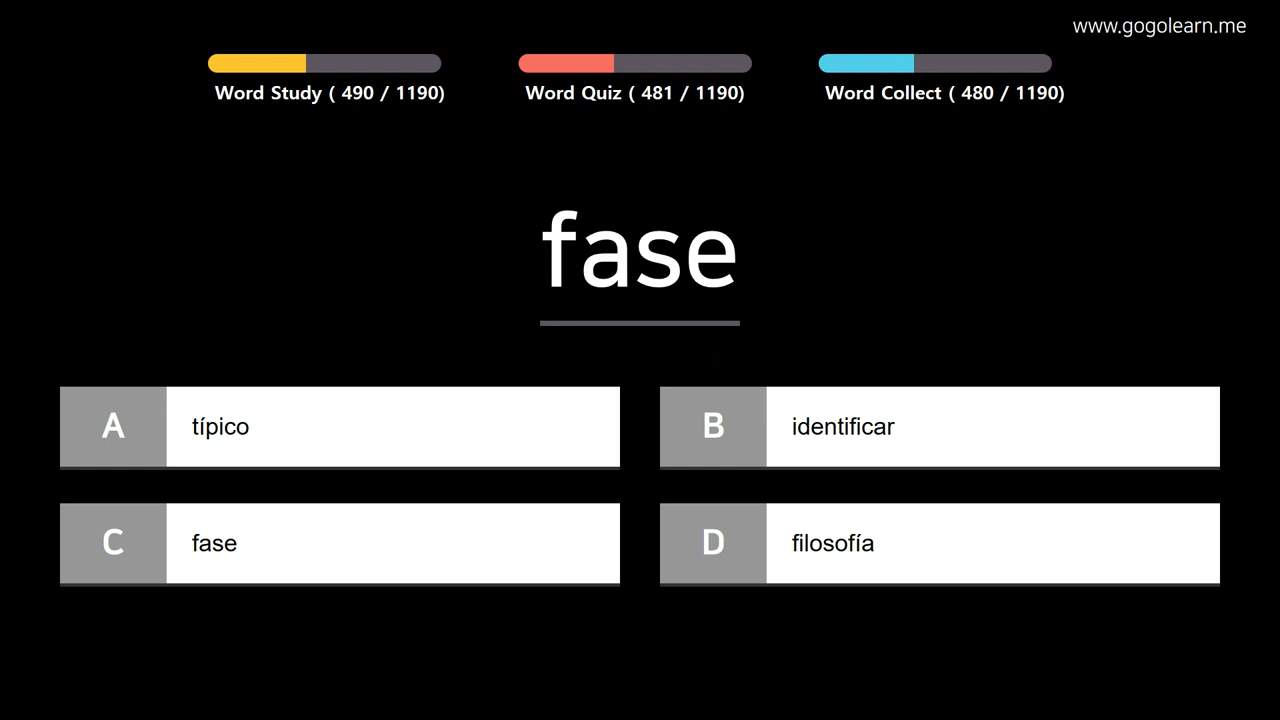 www.gogolearn.me
Word Study ( 490 / 1190)
Word Quiz ( 481 / 1190)
Word Collect ( 480 / 1190)
fase
A típico
B identificar
C fase
D filosofía